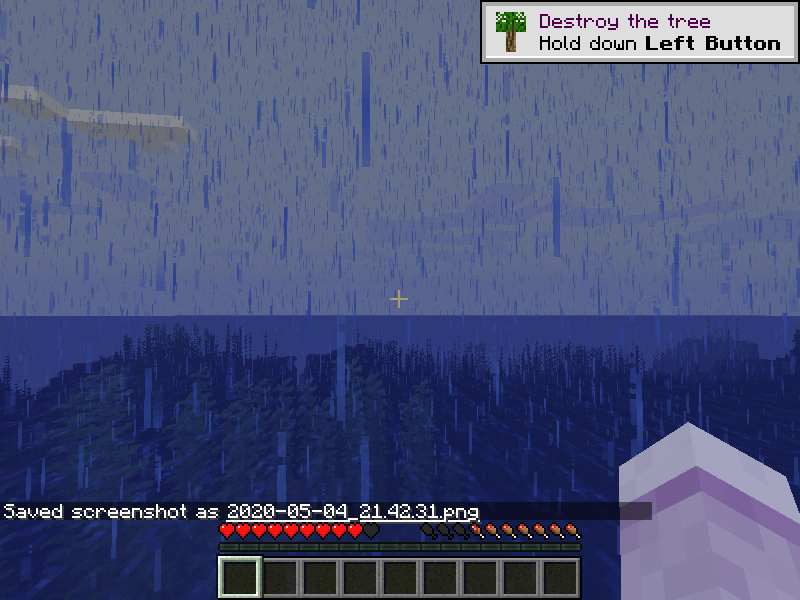 Destroy the tree
Hold down Left Button
Saved screenshot as 2020-05-04_21.42.31.png